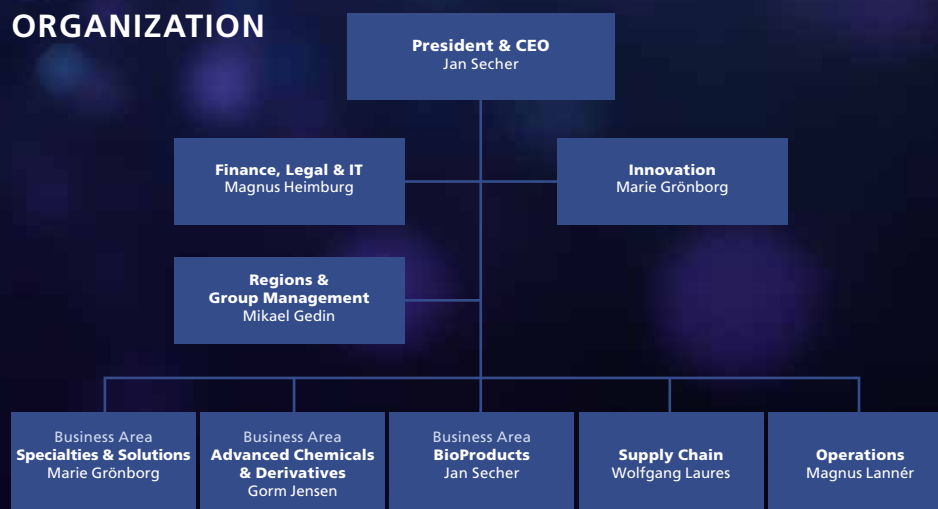 ORGANIZATION
President & CEO
Jan Secher
Finance, Legal & IT
Magnus Heimburg
Innovation
Marie Grönborg
Regions &
Group Management
Mikael Gedin
Business Area
Specialties & Solutions
Marie Grönborg
Business Area
Advanced Chemicals
& Derivatives
Gorm Jensen
Business Area
BioProducts
Jan Secher
Supply Chain
Wolfgang Laures
Operations
Magnus Lannér